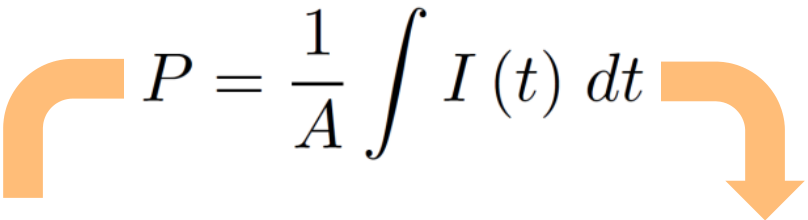 P = \frac{1}{A} \int I(t) dt